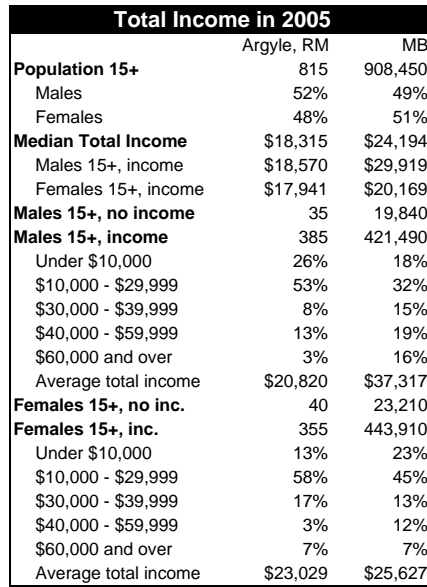 Total Income in 2005
Argyle, RM MB
Population 15+ 815 908,450
Males 52% 49%
Females 48% 51%
Median Total Income $18,315 $24,194
Males 15+, income $18,570 $29,919
Females 15+, income $17,941 $20,169
Males 15+, no income 35 19,840
Males 15+, income 385 421,490
Under $10,000 26% 18%
$10,000 - $29,999 53% 32%
$30,000 - $39,999 8% 15%
$40,000 - $59,999 13% 19%
$60,000 and over 3% 16%
Average total income $20,820 $37,317
Females 15+, no inc. 40 23,210
Females 15+, inc. 355 443,910
Under $10,000 13% 23%
$10,000 - $29,999 58% 45%
$30,000 - $39,999 17% 13%
$40,000 - $59,999 3% 12%
$60,000 and over 7% 7%
Average total income $23,029 $25,627